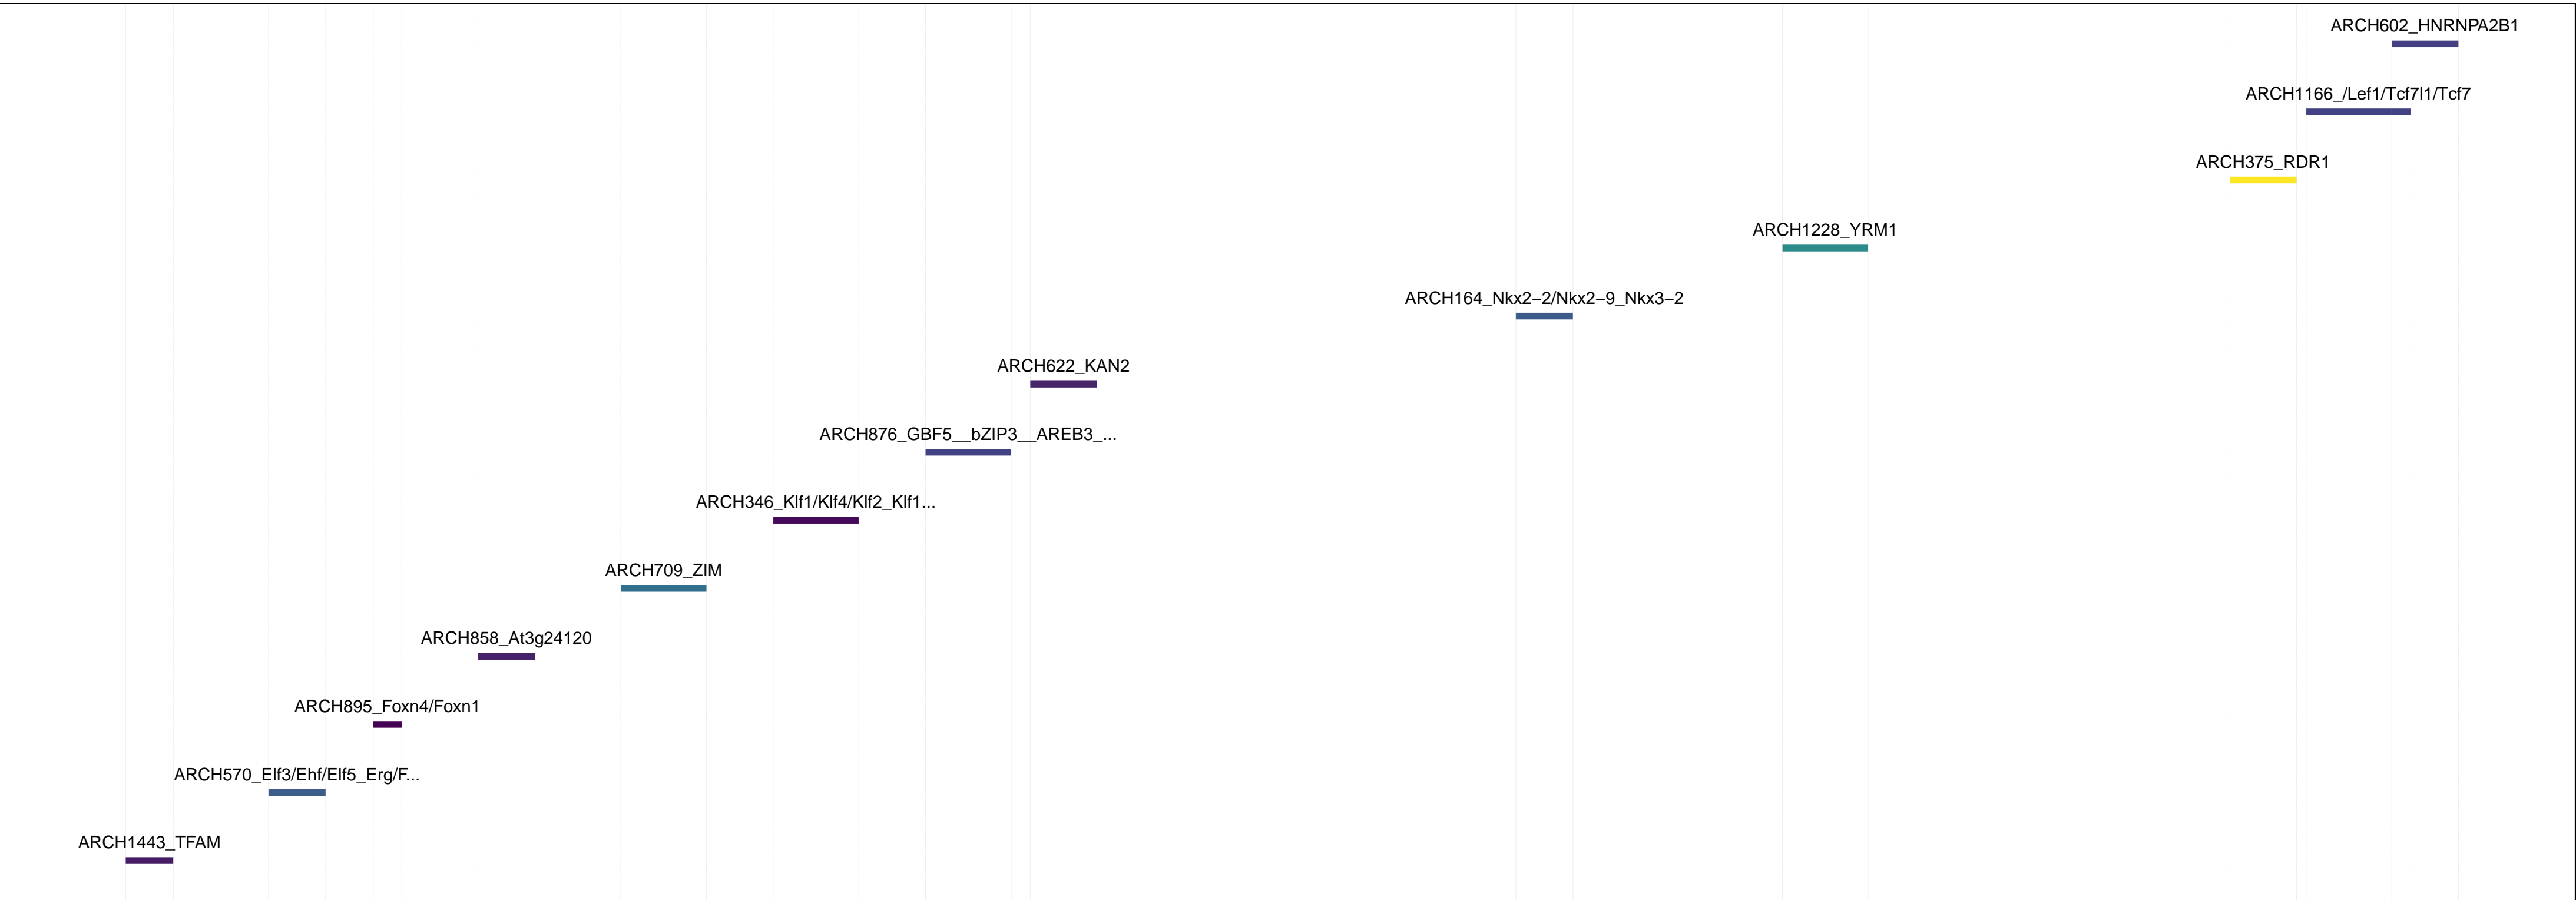 ARCH602_HNRNPA2B1
ARCH1166_/Lef1/Tcf7l1/Tcf7
ARCH375_RDR1
ARCH1228_YRM1
ARCH164_Nkx2−2/Nkx2−9_Nkx3−2
ARCH622_KAN2
ARCH876_GBF5__bZIP3__AREB3_...
ARCH346_Klf1/Klf4/Klf2_Klf1...
ARCH709_ZIM
ARCH858_At3g24120
ARCH895_Foxn4/Foxn1
ARCH570_Elf3/Ehf/Elf5_Erg/F...
ARCH1443_TFAM